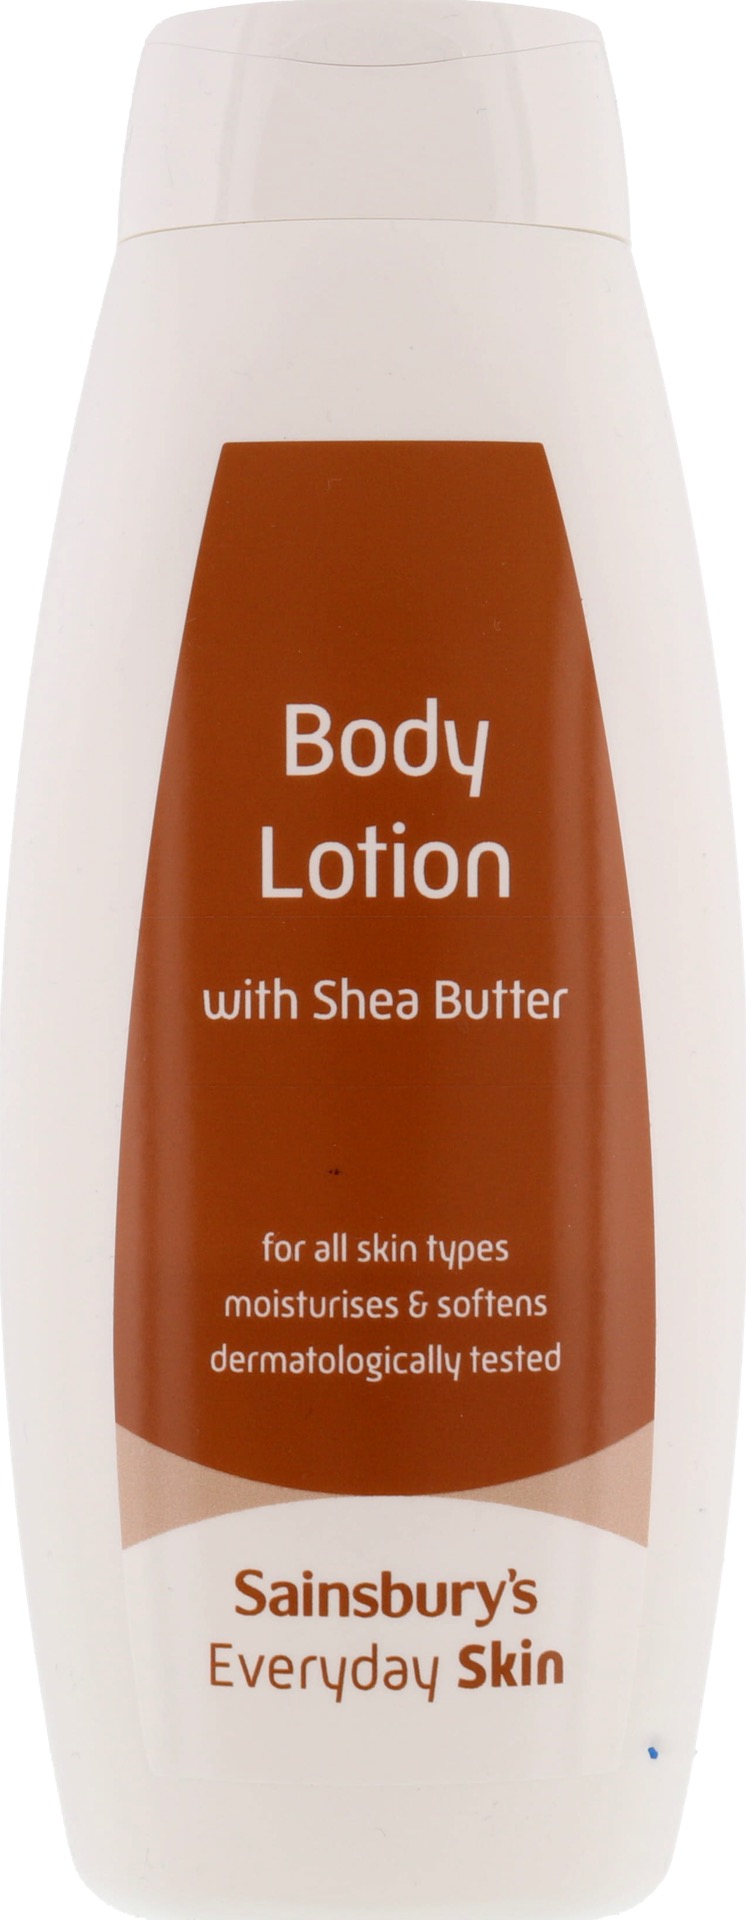 Body
Lotion
with Shea Butter
for all skin types
moisturises & softens
dermatologically tested
Sainsbury's
Everyday Skin